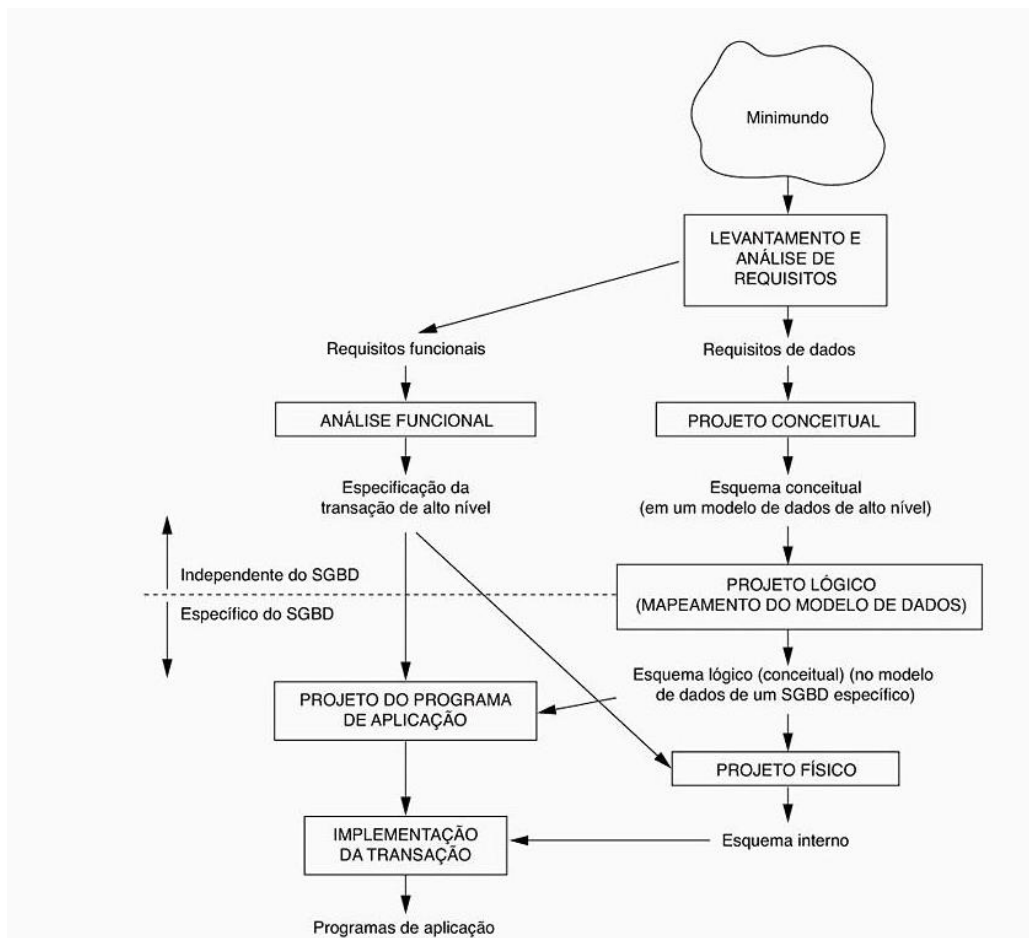 Minimundo
LEVANTAMENTO E
ANÁLISE DE
REQUISITOS
Requisitos funcionais
Requisitos de dados
ANÁLISE FUNCIONAL
PROJETO CONCEITUAL
Especificação da
transação de alto nível
Esquema conceitual
(em um modelo de dados de alto nível)
Independente do SGBD
Específico do SGBD
PROJETO LÓGICO
(MAPEAMENTO DO MODELO DE DADOS)
Esquema lógico (conceitual) (no modelo
de dados de um SGBD específico)
PROJETO DO PROGRAMA
DE APLICAÇÃO
PROJETO FÍSICO
IMPLEMENTAÇÃO
DA TRANSAÇÃO
Esquema interno
Programas de aplicação